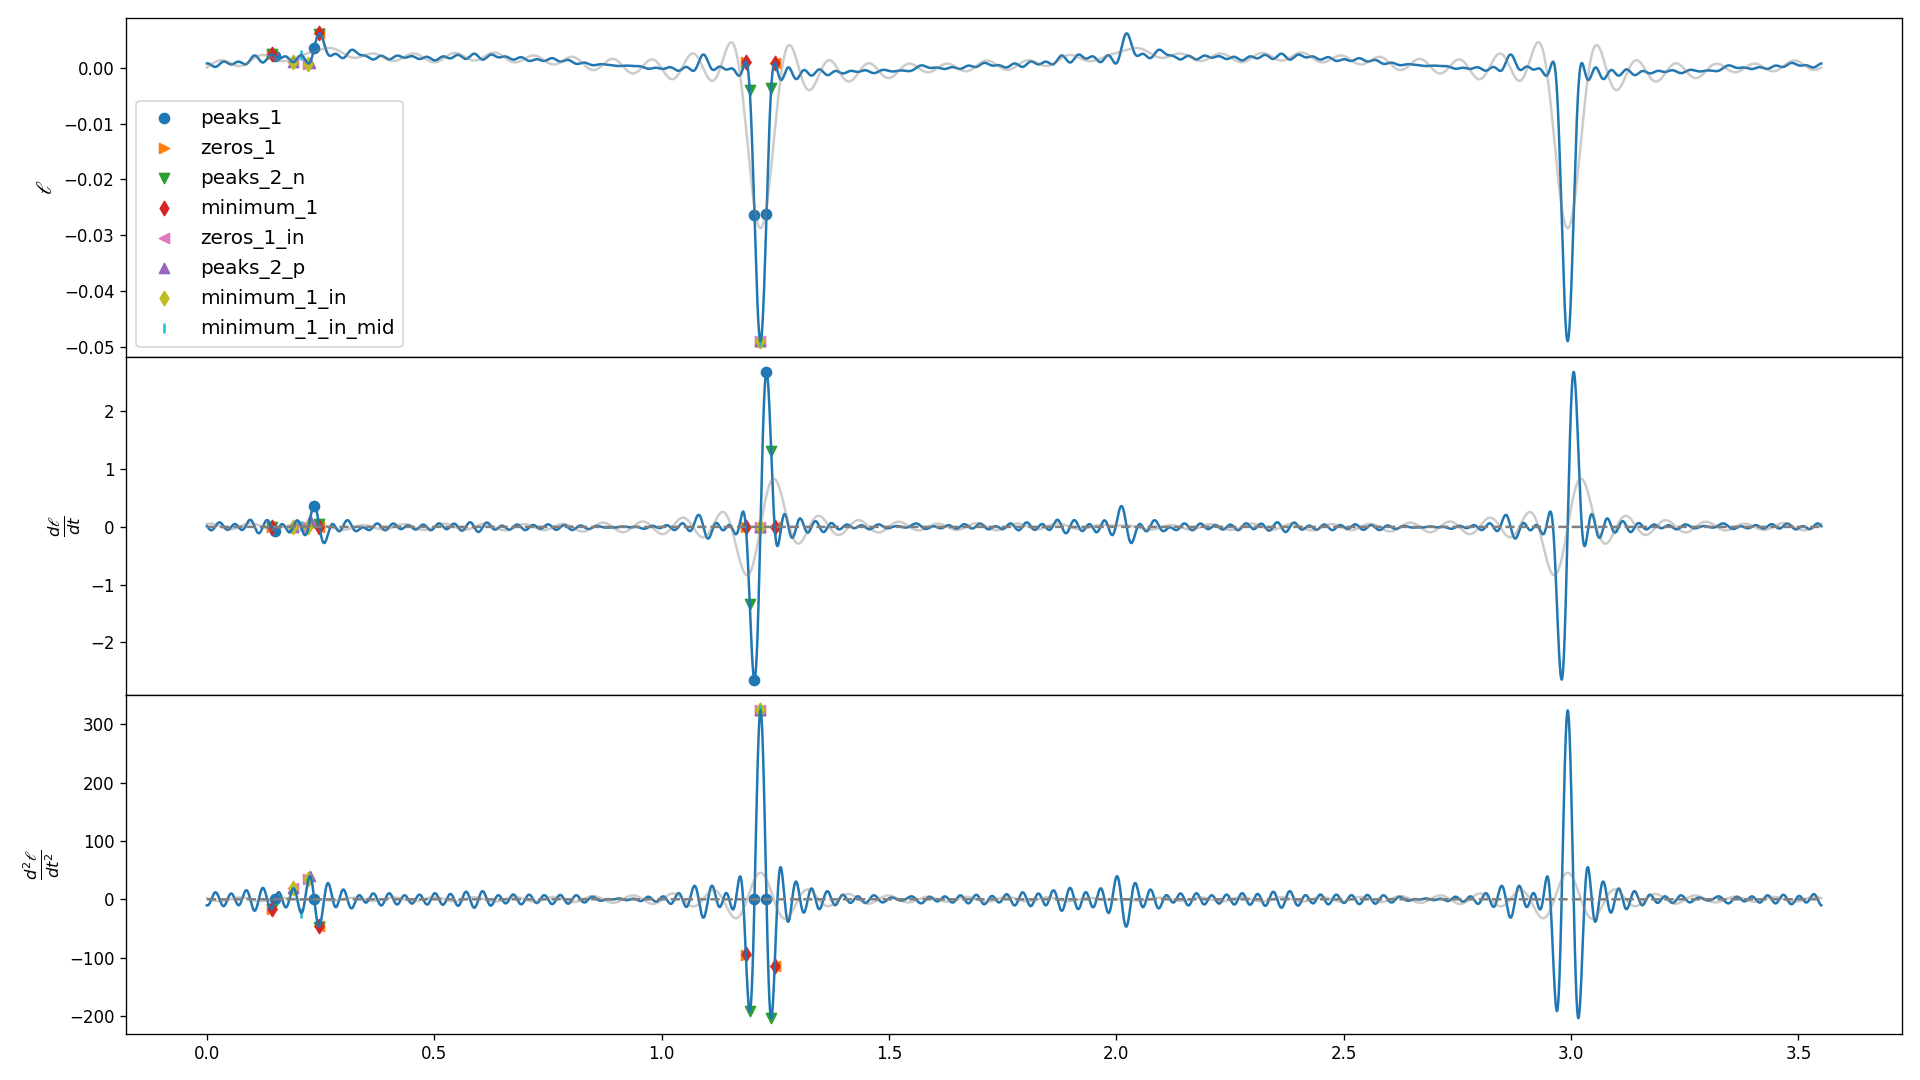 0.00
−0.01
−0.02
−0.03
−0.04
−0.05
ℓ
peaks_1
zeros_1
peaks_2_n
minimum_1
zeros_1_in
peaks_2_p
minimum_1_in
minimum_1_in_mid
2
1
0
−1
−2
dℓ
dt
300
200
100
0
−100
−200
d²ℓ
dt²
0.0 0.5 1.0 1.5 2.0 2.5 3.0 3.5